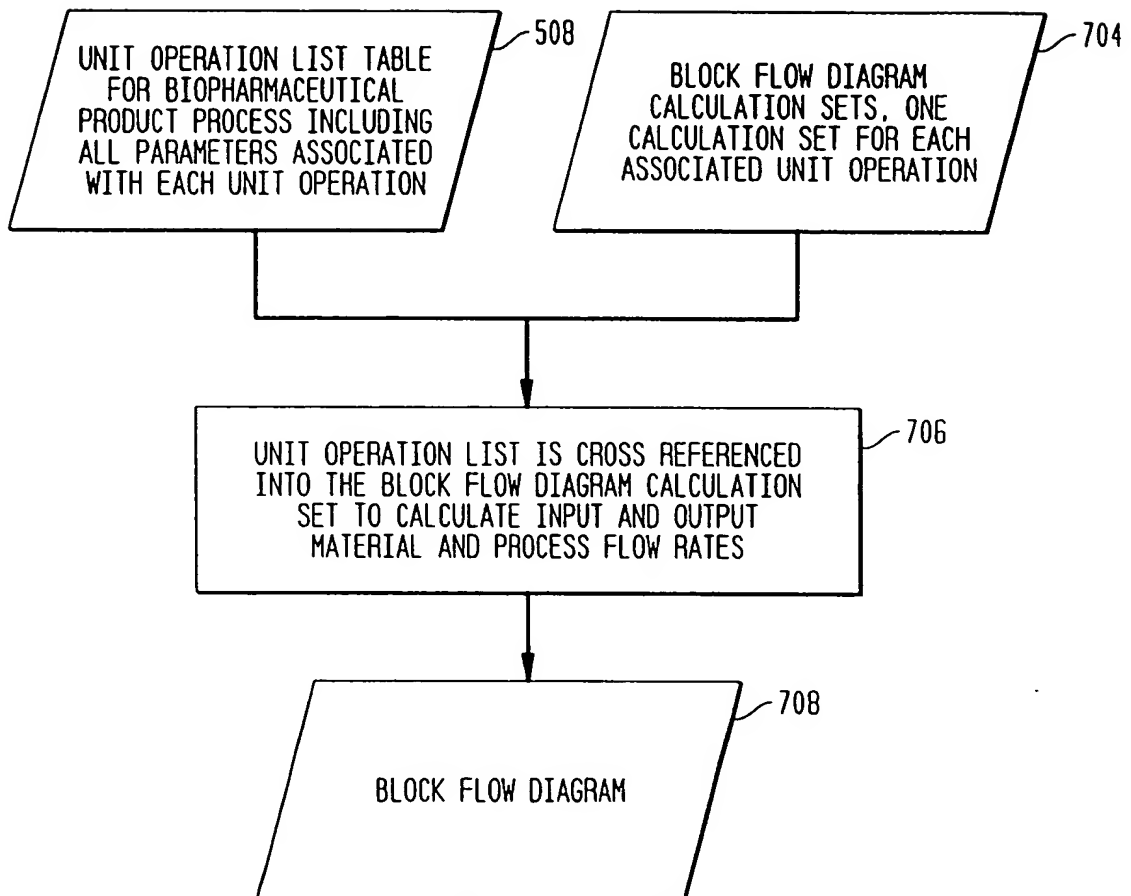 UNIT OPERATION LIST TABLE
FOR BIOPHARMACEUTICAL
PRODUCT PROCESS INCLUDING
ALL PARAMETERS ASSOCIATED
WITH EACH UNIT OPERATION
508
BLOCK FLOW DIAGRAM
CALCULATION SETS, ONE
CALCULATION SET FOR EACH
ASSOCIATED UNIT OPERATION
704
UNIT OPERATION LIST IS CROSS REFERENCED
INTO THE BLOCK FLOW DIAGRAM CALCULATION
SET TO CALCULATE INPUT AND OUTPUT
MATERIAL AND PROCESS FLOW RATES
706
BLOCK FLOW DIAGRAM
708